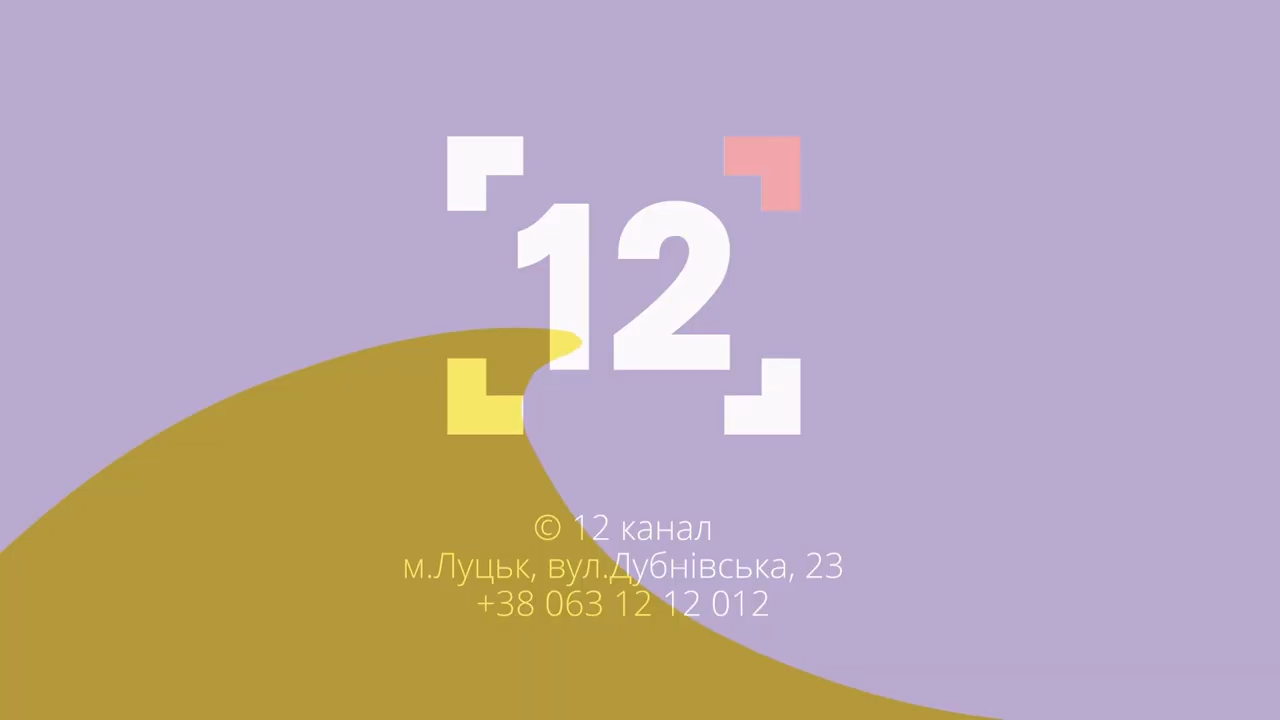 12
© 12 канал
м.Луцьк, вул.Дубнівська, 23
+38 063 12 12 012